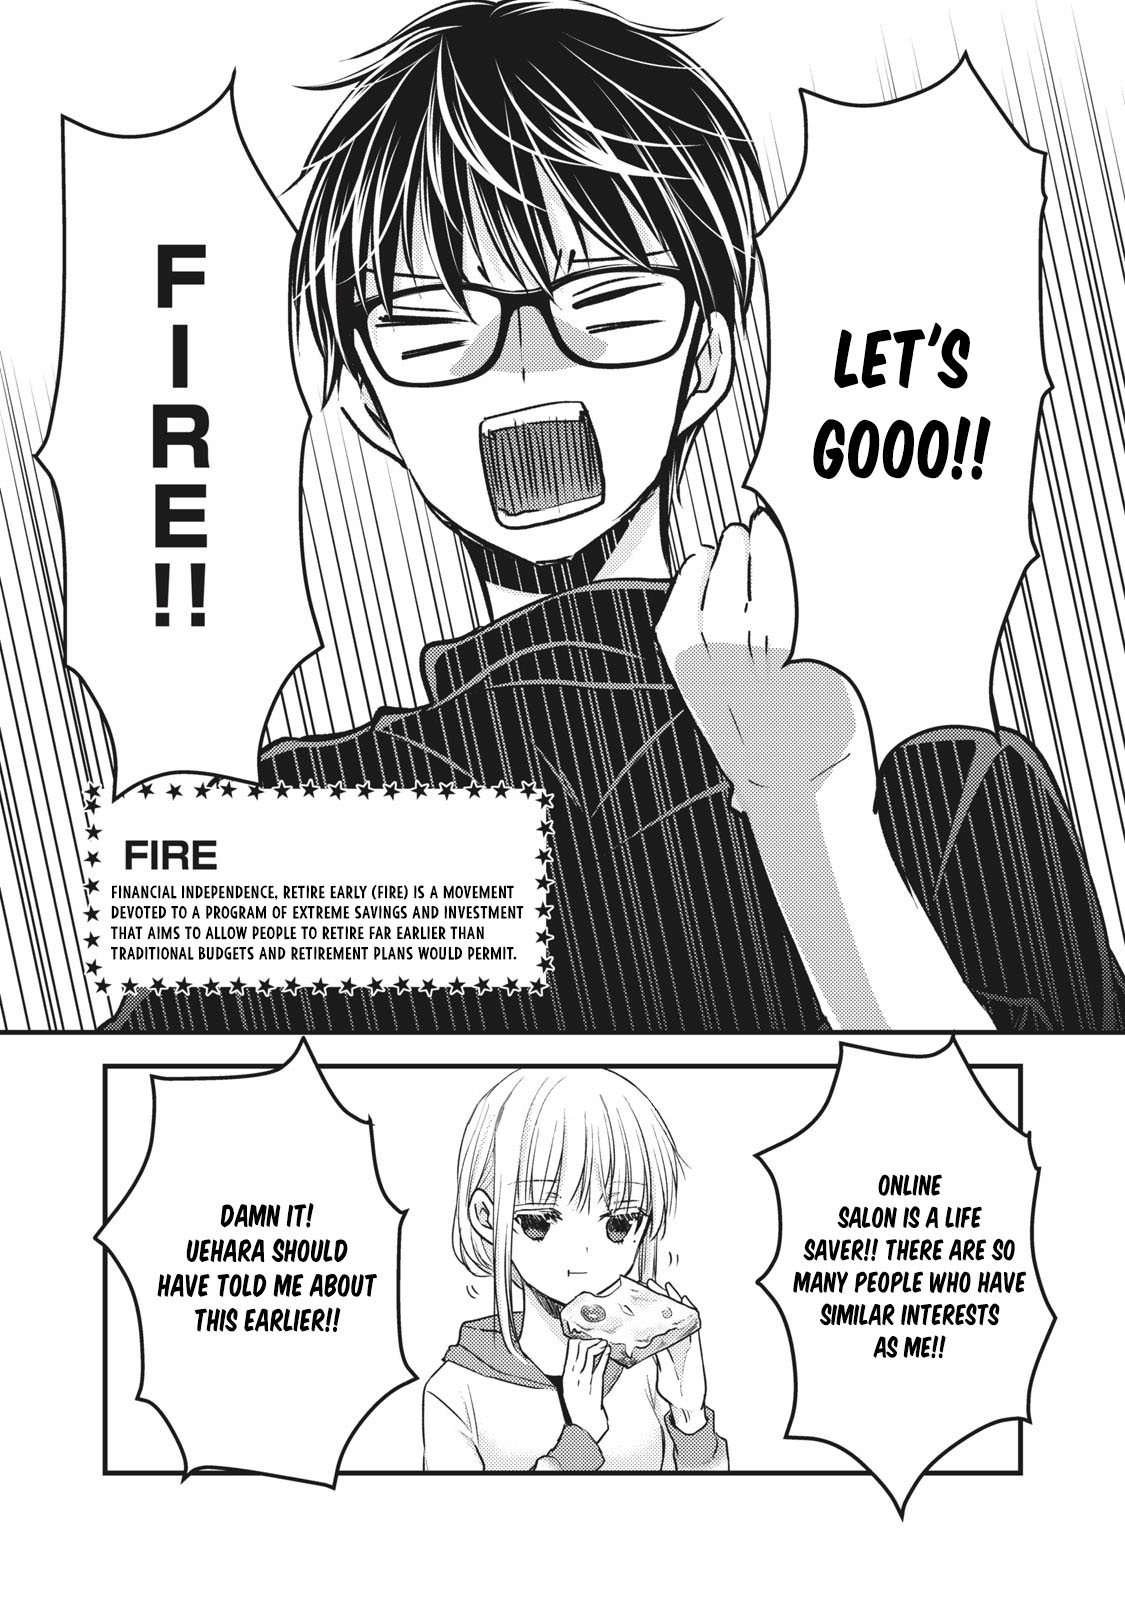 LET'S
GOOO!!
FIRE!!
FIRE
FINANCIAL INDEPENDENCE, RETIRE EARLY (FIRE) IS A MOVEMENT
DEVOTED TO A PROGRAM OF EXTREME SAVINGS AND INVESTMENT
THAT AIMS TO ALLOW PEOPLE TO RETIRE FAR EARLIER THAN
TRADITIONAL BUDGETS AND RETIREMENT PLANS WOULD PERMIT.
ONLINE
SALON IS A LIFE
SAVER!! THERE ARE SO
MANY PEOPLE WHO HAVE
SIMILAR INTERESTS
AS ME!!
DAMN IT!
UEHARA SHOULD
HAVE TOLD ME ABOUT
THIS EARLIER!!